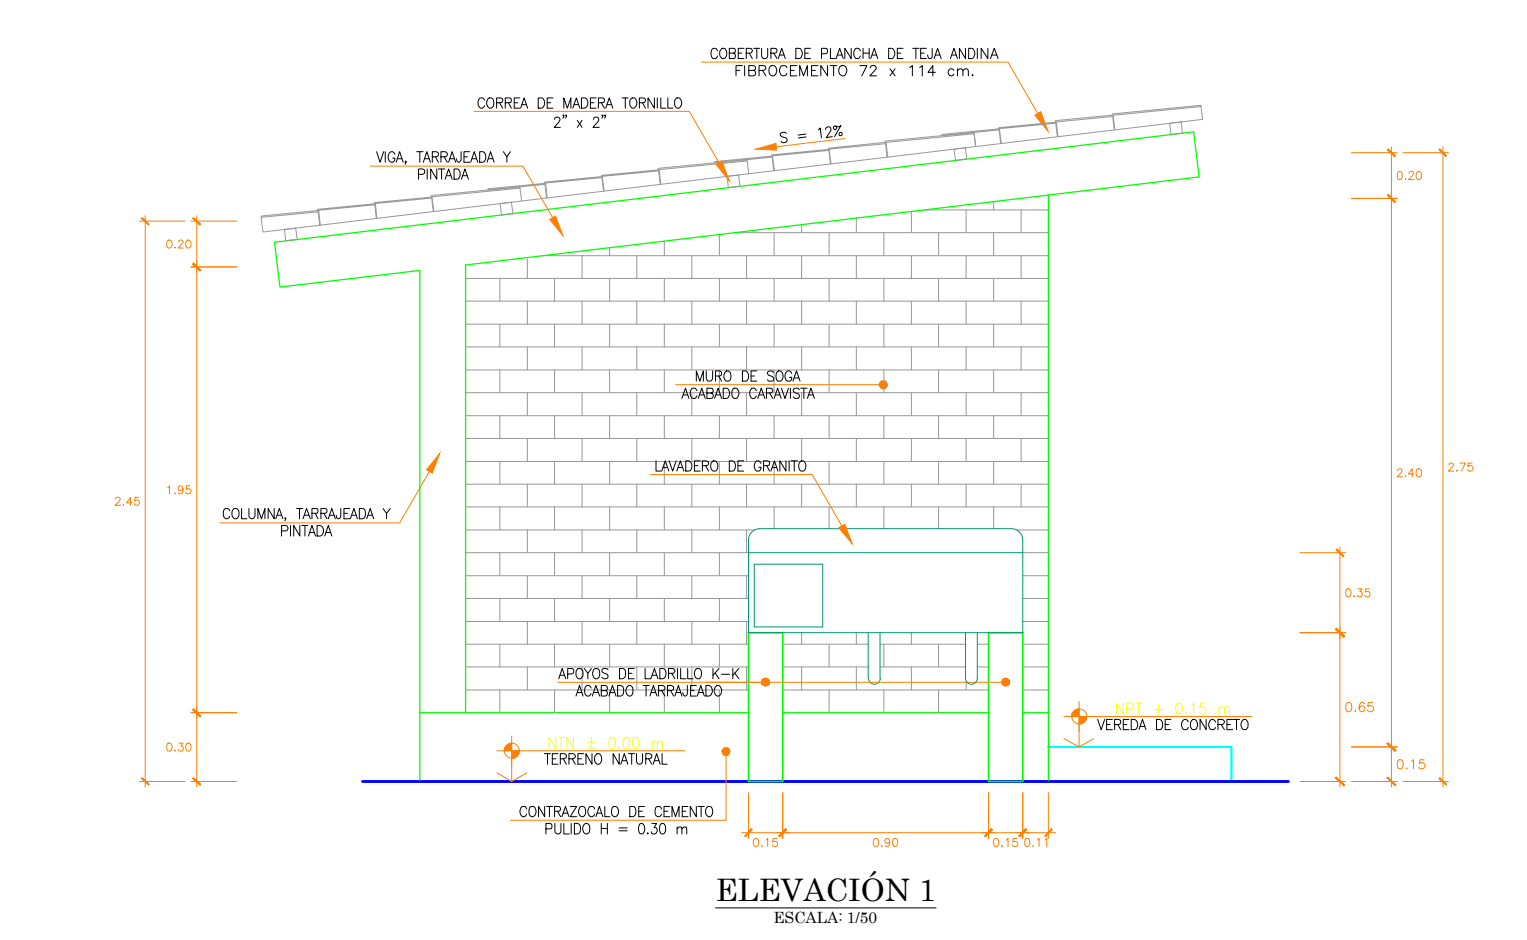 COBERTURA DE PLANCHA DE TEJA ANDINA
FIBROCEMENTO 72 x 114 cm.
CORREA DE MADERA TORNILLO
2" x 2"
S = 12%
VIGA, TARRAJEADA Y
PINTADA
0.20
0.20
MURO DE SOGA
ACABADO CARAVISTA
LAVADERO DE GRANITO
2.40
2.75
2.45
1.95
COLUMNA, TARRAJEADA Y
PINTADA
0.35
APOYOS DE LADRILLO K-K
ACABADO TARRAJEADO
0.65
NPT + 0.15 m
VEREDA DE CONCRETO
0.30
NTN ± 0.00 m
TERRENO NATURAL
0.15
CONTRAZOCALO DE CEMENTO
PULIDO H = 0.30 m
0.15 0.90 0.15 0.11
ELEVACIÓN 1
ESCALA: 1/50